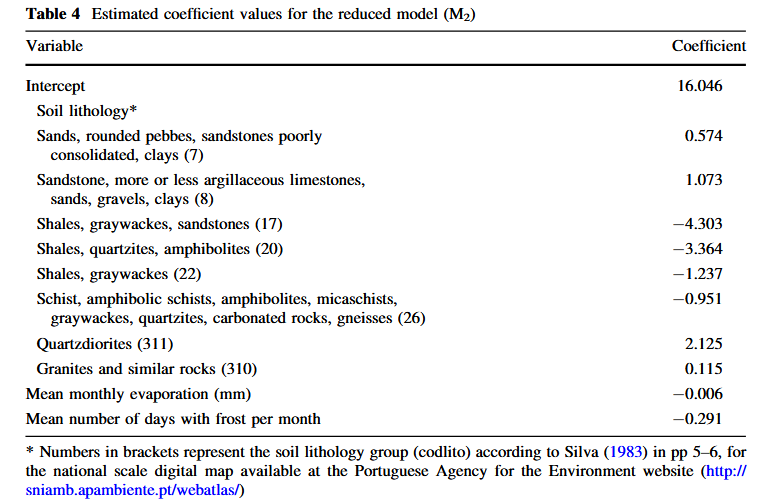 Table 4 Estimated coefficient values for the reduced model (M₂)
Variable Coefficient
Intercept 16.046
Soil lithology*
Sands, rounded pebbes, sandstones poorly 0.574
consolidated, clays (7)
Sandstone, more or less argillaceous limestones, 1.073
sands, gravels, clays (8)
Shales, graywackes, sandstones (17) −4.303
Shales, quartzites, amphibolites (20) −3.364
Shales, graywackes (22) −1.237
Schist, amphibolic schists, amphibolites, micaschists, −0.951
graywackes, quartzites, carbonated rocks, gneisses (26)
Quartzdiorites (311) 2.125
Granites and similar rocks (310) 0.115
Mean monthly evaporation (mm) −0.006
Mean number of days with frost per month −0.291
* Numbers in brackets represent the soil lithology group (codlito) according to Silva (1983) in pp 5–6, for
the national scale digital map available at the Portuguese Agency for the Environment website (http://
sniamb.apambiente.pt/webatlas/)